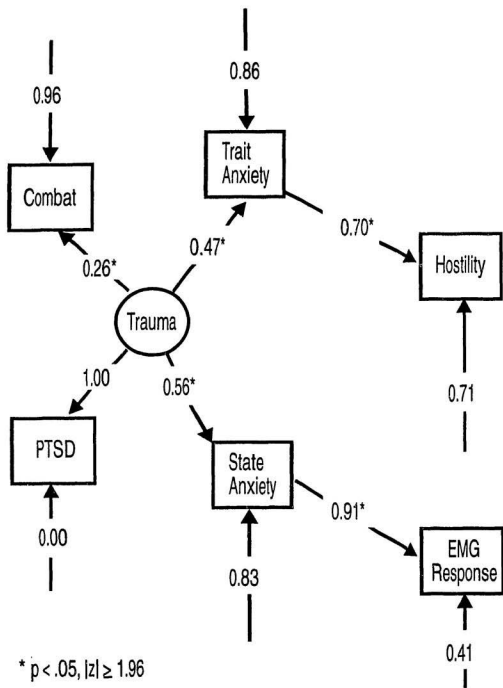 0.96
0.86
Combat
Trait
Anxiety
0.26*
0.47*
0.70*
Hostility
Trauma
1.00
0.56*
0.71
PTSD
State
Anxiety
0.91*
EMG
Response
0.00
0.83
0.41
* p < .05, |z| ≥ 1.96